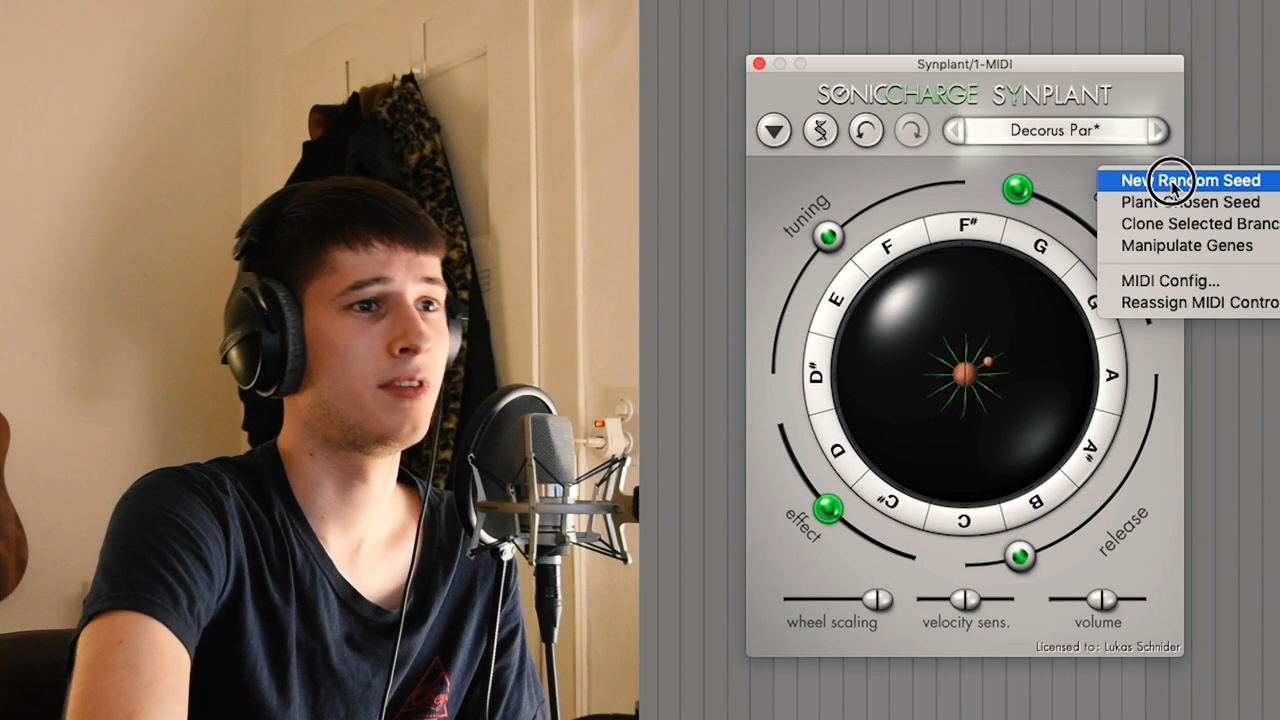 Synplant/1-MIDI
SONICCHARGE SYNPLANT
Decorus Par*
New Random Seed
Plant Chosen Seed
Clone Selected Branc
Manipulate Genes
MIDI Config...
Reassign MIDI Contro
tuning
F#
F
G
E
D#
A
D
A#
C#
B
C
effect
release
wheel scaling
velocity sens.
volume
Licensed to: Lukas Schnider